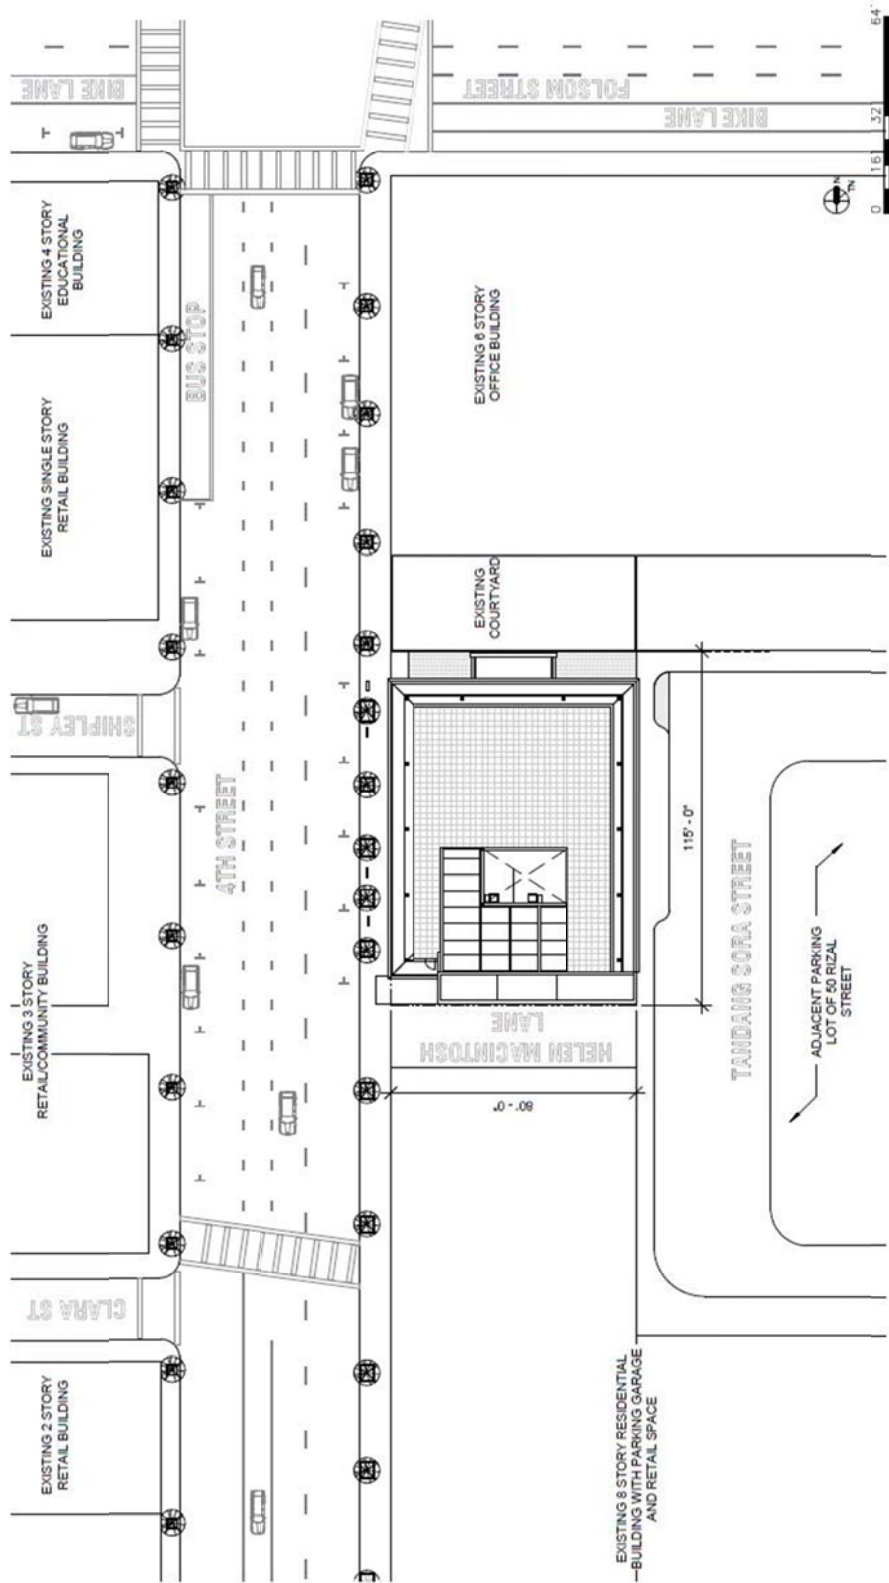 BIKE LANE
FOLSOM STREET
BIKE LANE
EXISTING 4 STORY
EDUCATIONAL
BUILDING
BUS STOP
EXISTING SINGLE STORY
RETAIL BUILDING
EXISTING 6 STORY
OFFICE BUILDING
N
TN
0
16'
32'
64'
EXISTING
COURTYARD
SHIPLEY ST
4TH STREET
EXISTING 3 STORY
RETAIL/COMMUNITY BUILDING
115' - 0"
TANDANG SORA STREET
ADJACENT PARKING
LOT OF 50 RIZAL
STREET
HELEN MACINTOSH
LANE
80' - 0"
CLARA ST
EXISTING 2 STORY
RETAIL BUILDING
EXISTING 8 STORY RESIDENTIAL
BUILDING WITH PARKING GARAGE
AND RETAIL SPACE